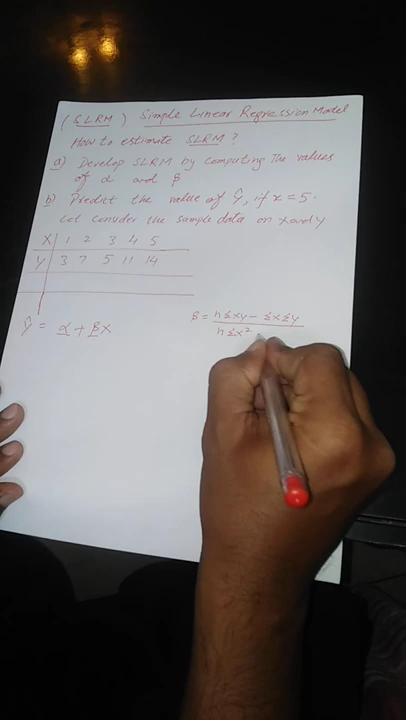 (SLRM) Simple Linear Regression Model
How to estimate SLRM?
a) Develop SLRM by computing The values
of α and β
b) Predict the value of Ŷ, if x = 5.
Let Consider the sample data on x and y
X | 1 2 3 4 5
Y | 3 7 5 11 14
Ŷ = α + βX
β = nΣxy - ΣxΣy
nΣx²